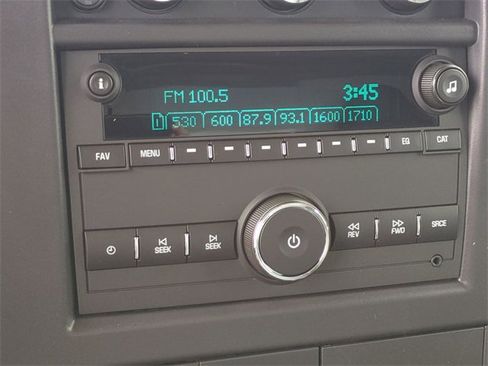 FM 100.5 3:45
1 530 600 87.9 93.1 1600 1710
FAV MENU EQ CAT
SEEK SEEK REV FWD SRCE